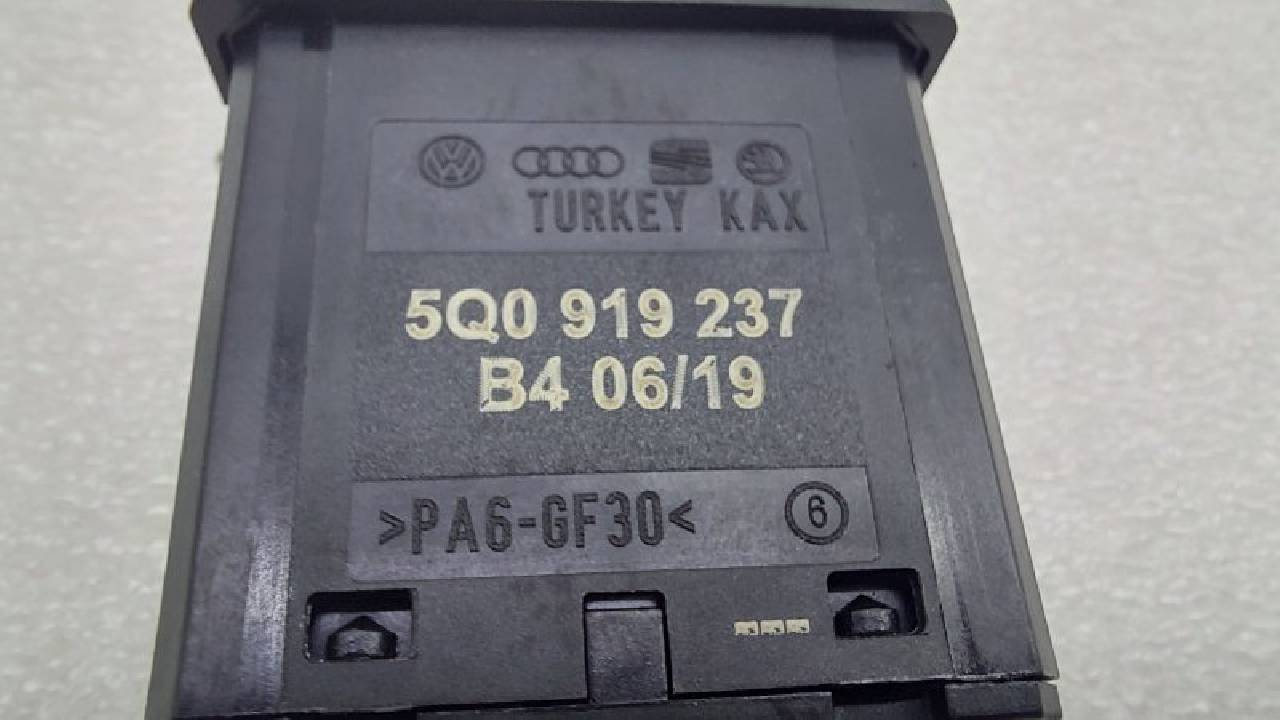 TURKEY KAX
5Q0 919 237
B4 06/19
>PA6-GF30< 6